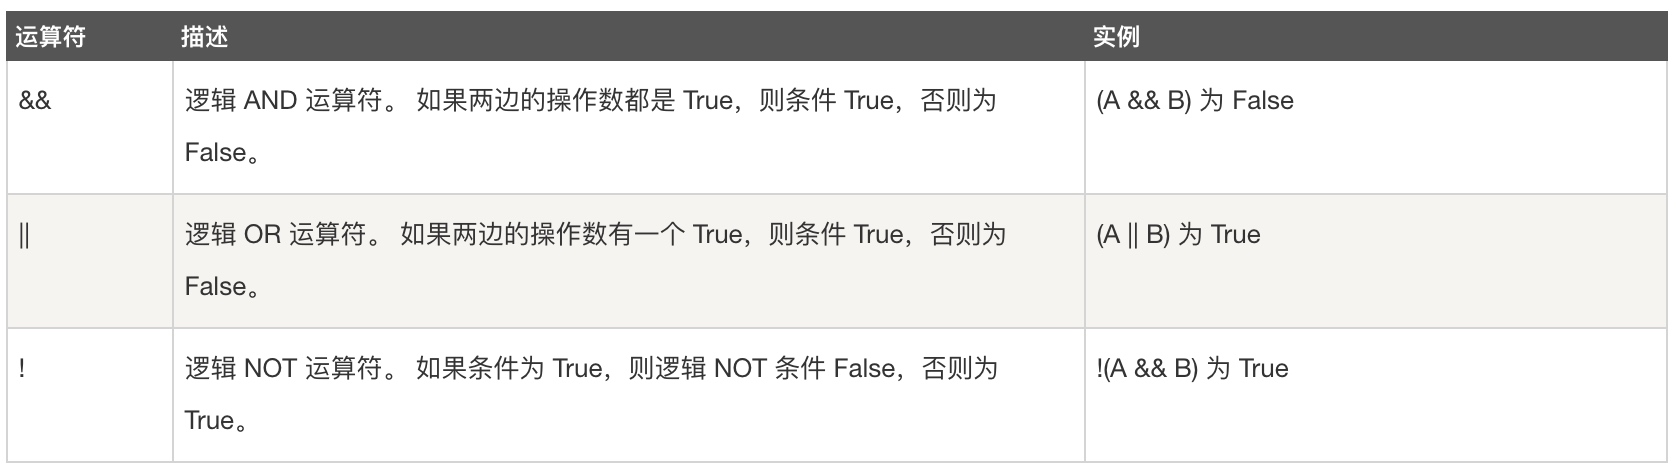 运算符 描述 实例
&& 逻辑 AND 运算符。 如果两边的操作数都是 True，则条件 True，否则为 (A && B) 为 False
False。
|| 逻辑 OR 运算符。 如果两边的操作数有一个 True，则条件 True，否则为 (A || B) 为 True
False。
! 逻辑 NOT 运算符。 如果条件为 True，则逻辑 NOT 条件 False，否则为 !(A && B) 为 True
True。